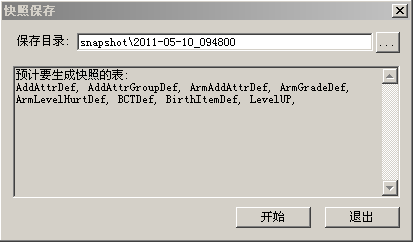 快照保存
保存目录: snapshot\2011-05-10_094800 ...
预计要生成快照的表:
AddAttrDef, AddAttrGroupDef, ArmAddAttrDef, ArmGradeDef,
ArmLevelHurtDef, BCTDef, BirthItemDef, LevelUP,
开始 退出